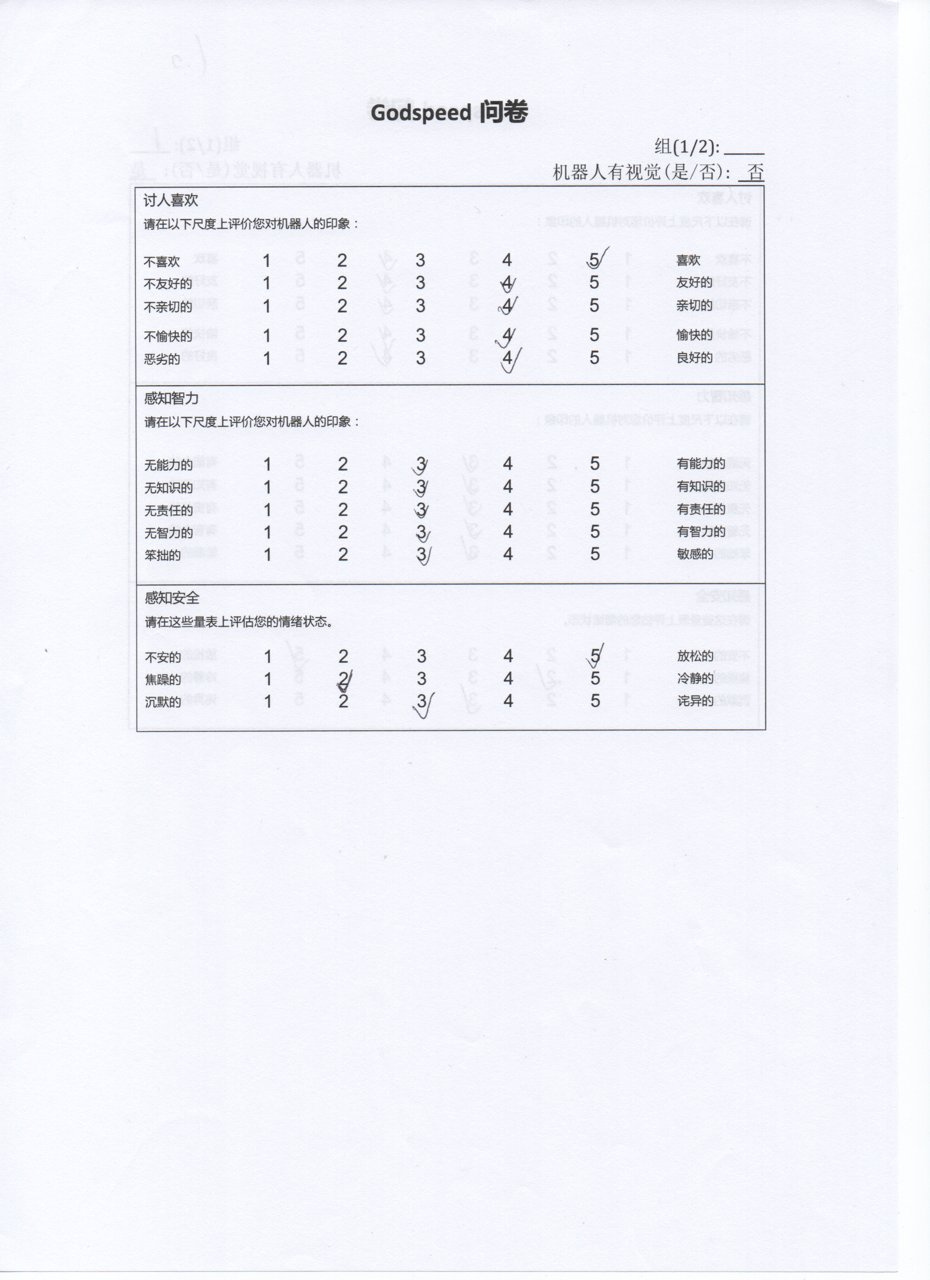 Godspeed 问卷
组(1/2): ____
机器人有视觉(是/否): 否
讨人喜欢
请在以下尺度上评价您对机器人的印象：
不喜欢 1 2 3 4 5 喜欢
不友好的 1 2 3 4 5 友好的
不亲切的 1 2 3 4 5 亲切的
不愉快的 1 2 3 4 5 愉快的
恶劣的 1 2 3 4 5 良好的
感知智力
请在以下尺度上评价您对机器人的印象：
无能力的 1 2 3 4 5 有能力的
无知识的 1 2 3 4 5 有知识的
无责任的 1 2 3 4 5 有责任的
无智力的 1 2 3 4 5 有智力的
笨拙的 1 2 3 4 5 敏感的
感知安全
请在这些量表上评估您的情绪状态。
不安的 1 2 3 4 5 放松的
焦躁的 1 2 3 4 5 冷静的
沉默的 1 2 3 4 5 诧异的